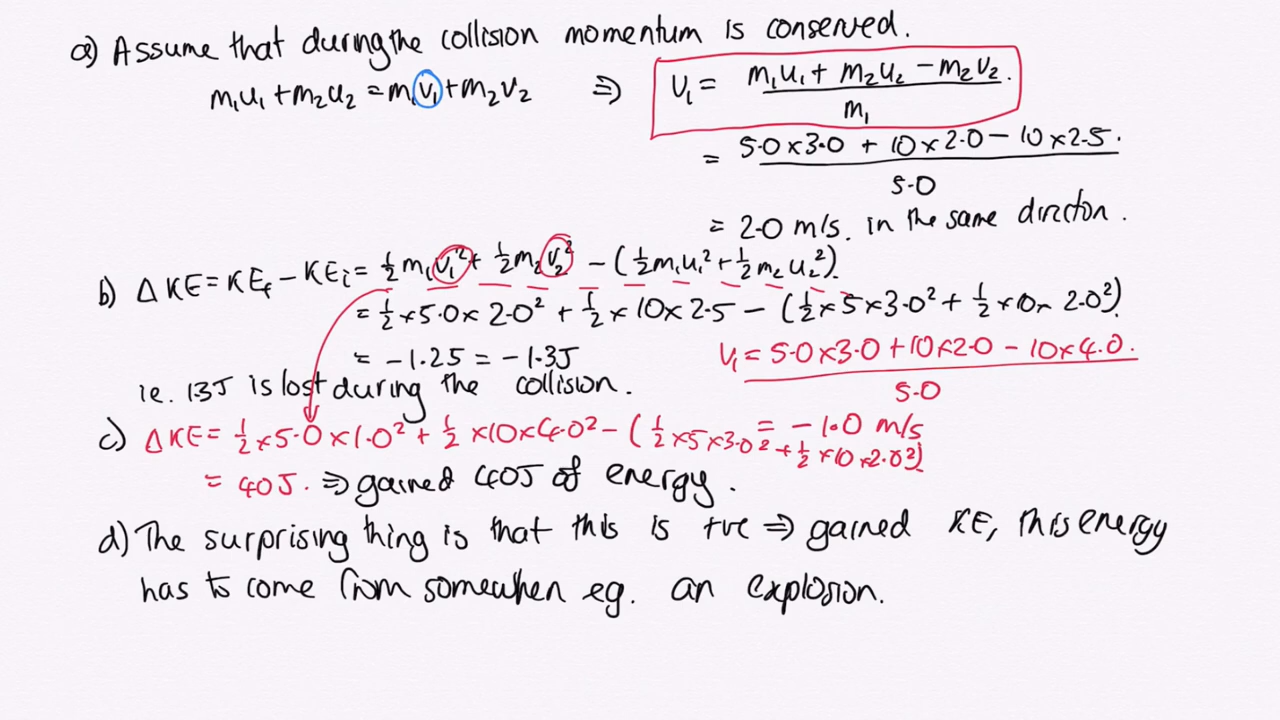 a) Assume that during the collision momentum is conserved.
m₁u₁ + m₂u₂ = m₁v₁ + m₂v₂ ⇒ v₁ = (m₁u₁ + m₂u₂ − m₂v₂)/m₁
= (5.0 × 3.0 + 10 × 2.0 − 10 × 2.5)/5.0
= 2.0 m/s. in the same direction.
b) ΔKE = KE_f − KE_i = ½m₁v₁² + ½m₂v₂² − (½m₁u₁² + ½m₂u₂²)
= ½ × 5.0 × 2.0² + ½ × 10 × 2.5 − (½ × 5 × 3.0² + ½ × 10 × 2.0²)
= −1.25 = −1.3J
v₁ = (5.0 × 3.0 + 10 × 2.0 − 10 × 4.0)/5.0
ie. 1.3J is lost during the collision.
= −1.0 m/s
c) ΔKE = ½ × 5.0 × 1.0² + ½ × 10 × 4.0² − (½ × 5 × 3.0² + ½ × 10 × 2.0²)
= 40J. ⇒ gained 40J of energy.
d) The surprising thing is that this is +ve ⇒ gained KE, this energy
has to come from somewhen eg. an explosion.